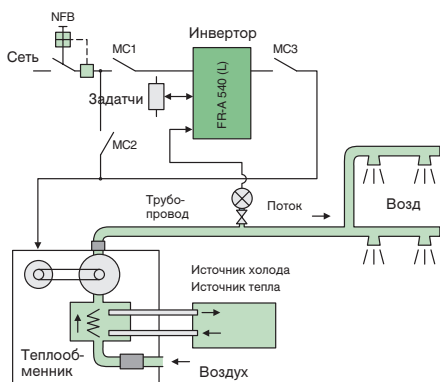 NFB
Инвертор
Сеть
MC1
MC3
Задатчи
FR-A 540 (L)
MC2
Трубо-
провод
Поток
Возд
Источник холода
Источник тепла
Теплооб-
менник
Воздух